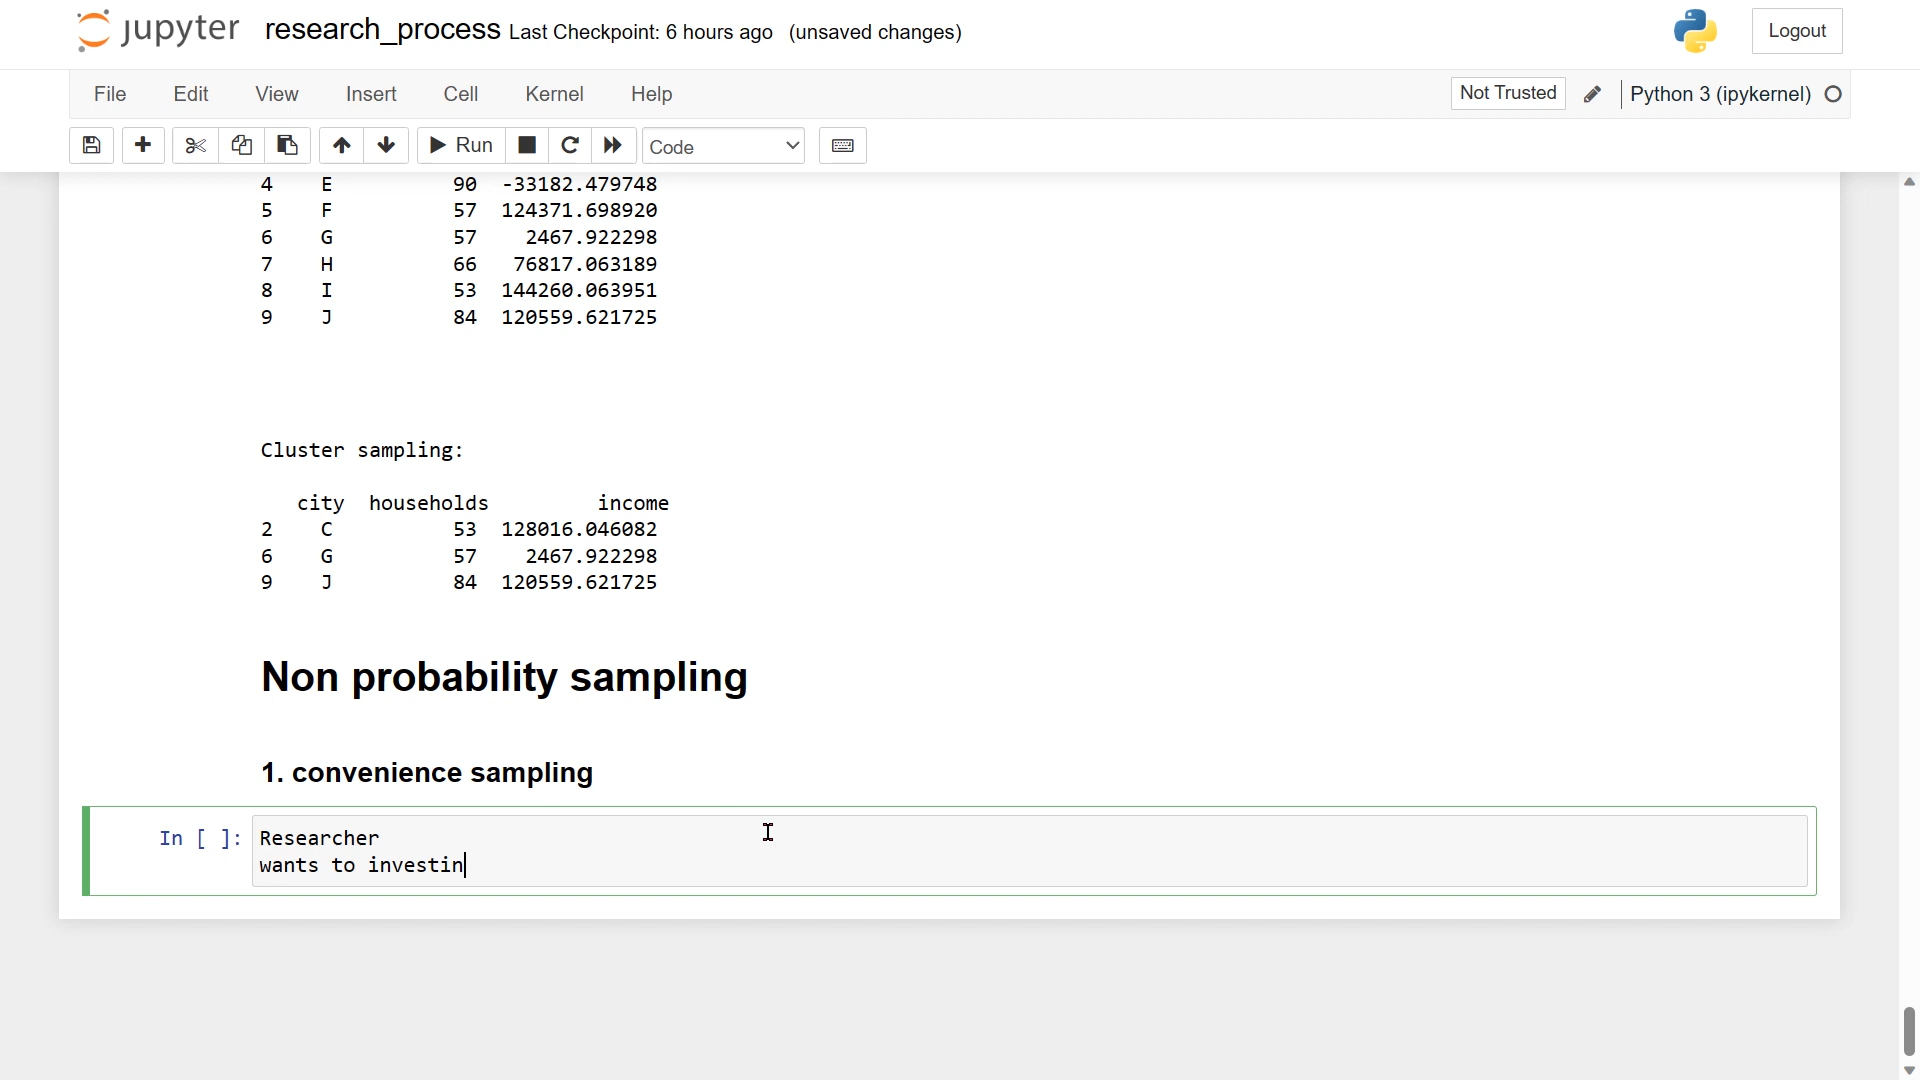 jupyter research_process Last Checkpoint: 6 hours ago (unsaved changes) Logout
File Edit View Insert Cell Kernel Help Not Trusted Python 3 (ipykernel)
Run Code
4 E 90 -33182.479748
5 F 57 124371.698920
6 G 57 2467.922298
7 H 66 76817.063189
8 I 53 144260.063951
9 J 84 120559.621725
Cluster sampling:
city households income
2 C 53 128016.046082
6 G 57 2467.922298
9 J 84 120559.621725
Non probability sampling
1. convenience sampling
In [ ]: Researcher
wants to investin